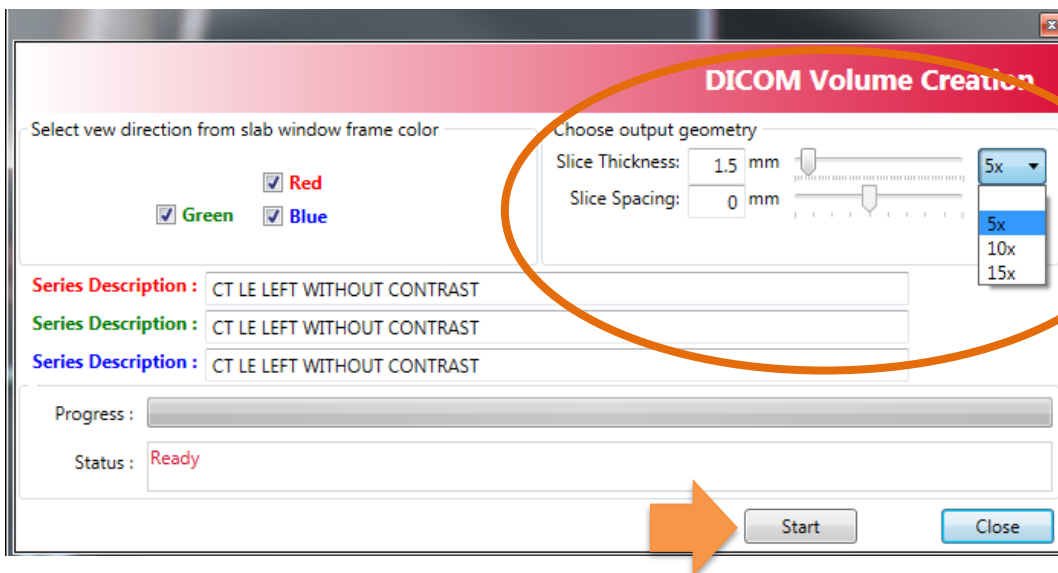 x
DICOM Volume Creation
Select vew direction from slab window frame color
Red
Green
Blue
Choose output geometry
Slice Thickness: 1.5 mm 5x
Slice Spacing: 0 mm
5x
10x
15x
Series Description : CT LE LEFT WITHOUT CONTRAST
Series Description : CT LE LEFT WITHOUT CONTRAST
Series Description : CT LE LEFT WITHOUT CONTRAST
Progress :
Status : Ready
Start Close